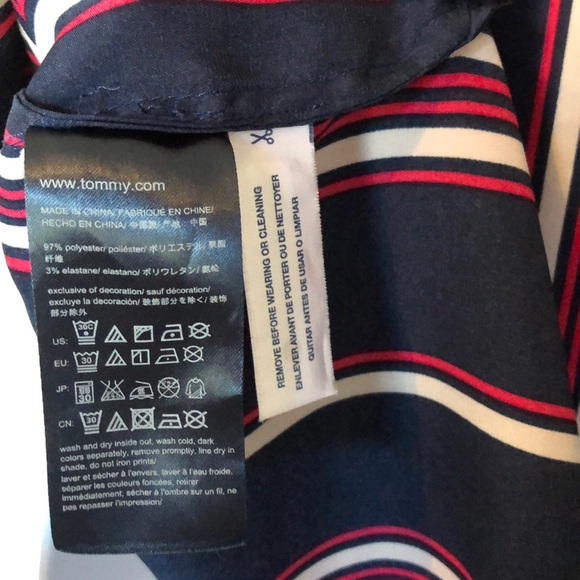 www.tommy.com
MADE IN CHINA/ FABRIQUÉ EN CHINE/
HECHO EN CHINA/ 中国製/ 产地: 中国
97% polyester/ poliéster/ ポリエステル/ 聚酯
纤维
3% elastane/ elastano/ ポリウレタン/ 氨纶
exclusive of decoration/ sauf décoration/
excluye la decoración/ 装飾部分を除く/ 装饰
部分除外
US: 30C
EU: 30
JP: 30
CN: 30
wash and dry inside out, wash cold, dark
colors separately, remove promptly, line dry in
shade, do not iron prints/
laver et sécher à l'envers, laver à l'eau froide,
séparer les couleurs foncées, retirer
immédiatement, sécher à l'ombre sur un fil, ne
pas repasser l'impression/
REMOVE BEFORE WEARING OR CLEANING
ENLEVER AVANT DE PORTER OU DE NETTOYER
QUITAR ANTES DE USAR O LIMPIAR